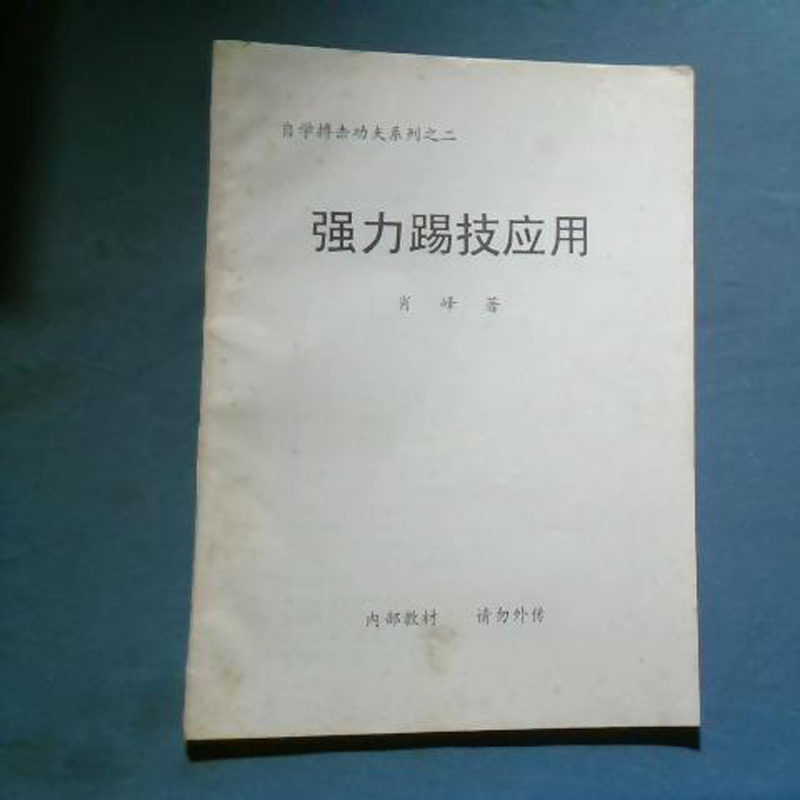 自学搏击功夫系列之二
强力踢技应用
肖 峰 著
内部教材 请勿外传